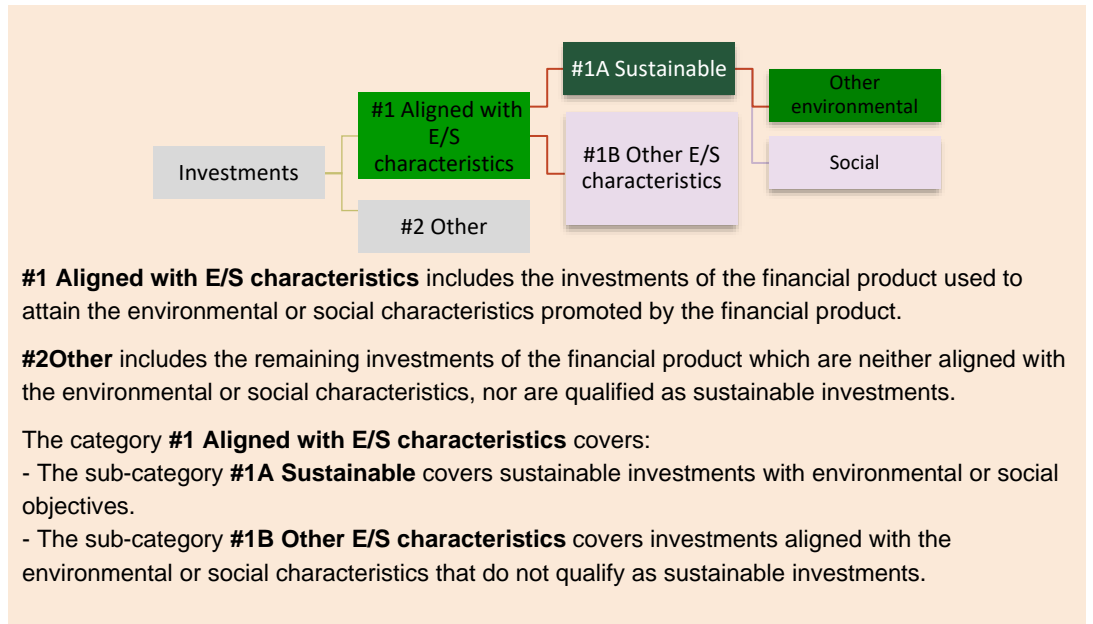 #1A Sustainable
Other
environmental
#1 Aligned with
E/S
characteristics
#1B Other E/S
characteristics
Social
Investments
#2 Other
#1 Aligned with E/S characteristics includes the investments of the financial product used to
attain the environmental or social characteristics promoted by the financial product.
#2Other includes the remaining investments of the financial product which are neither aligned with
the environmental or social characteristics, nor are qualified as sustainable investments.
The category #1 Aligned with E/S characteristics covers:
- The sub-category #1A Sustainable covers sustainable investments with environmental or social
objectives.
- The sub-category #1B Other E/S characteristics covers investments aligned with the
environmental or social characteristics that do not qualify as sustainable investments.